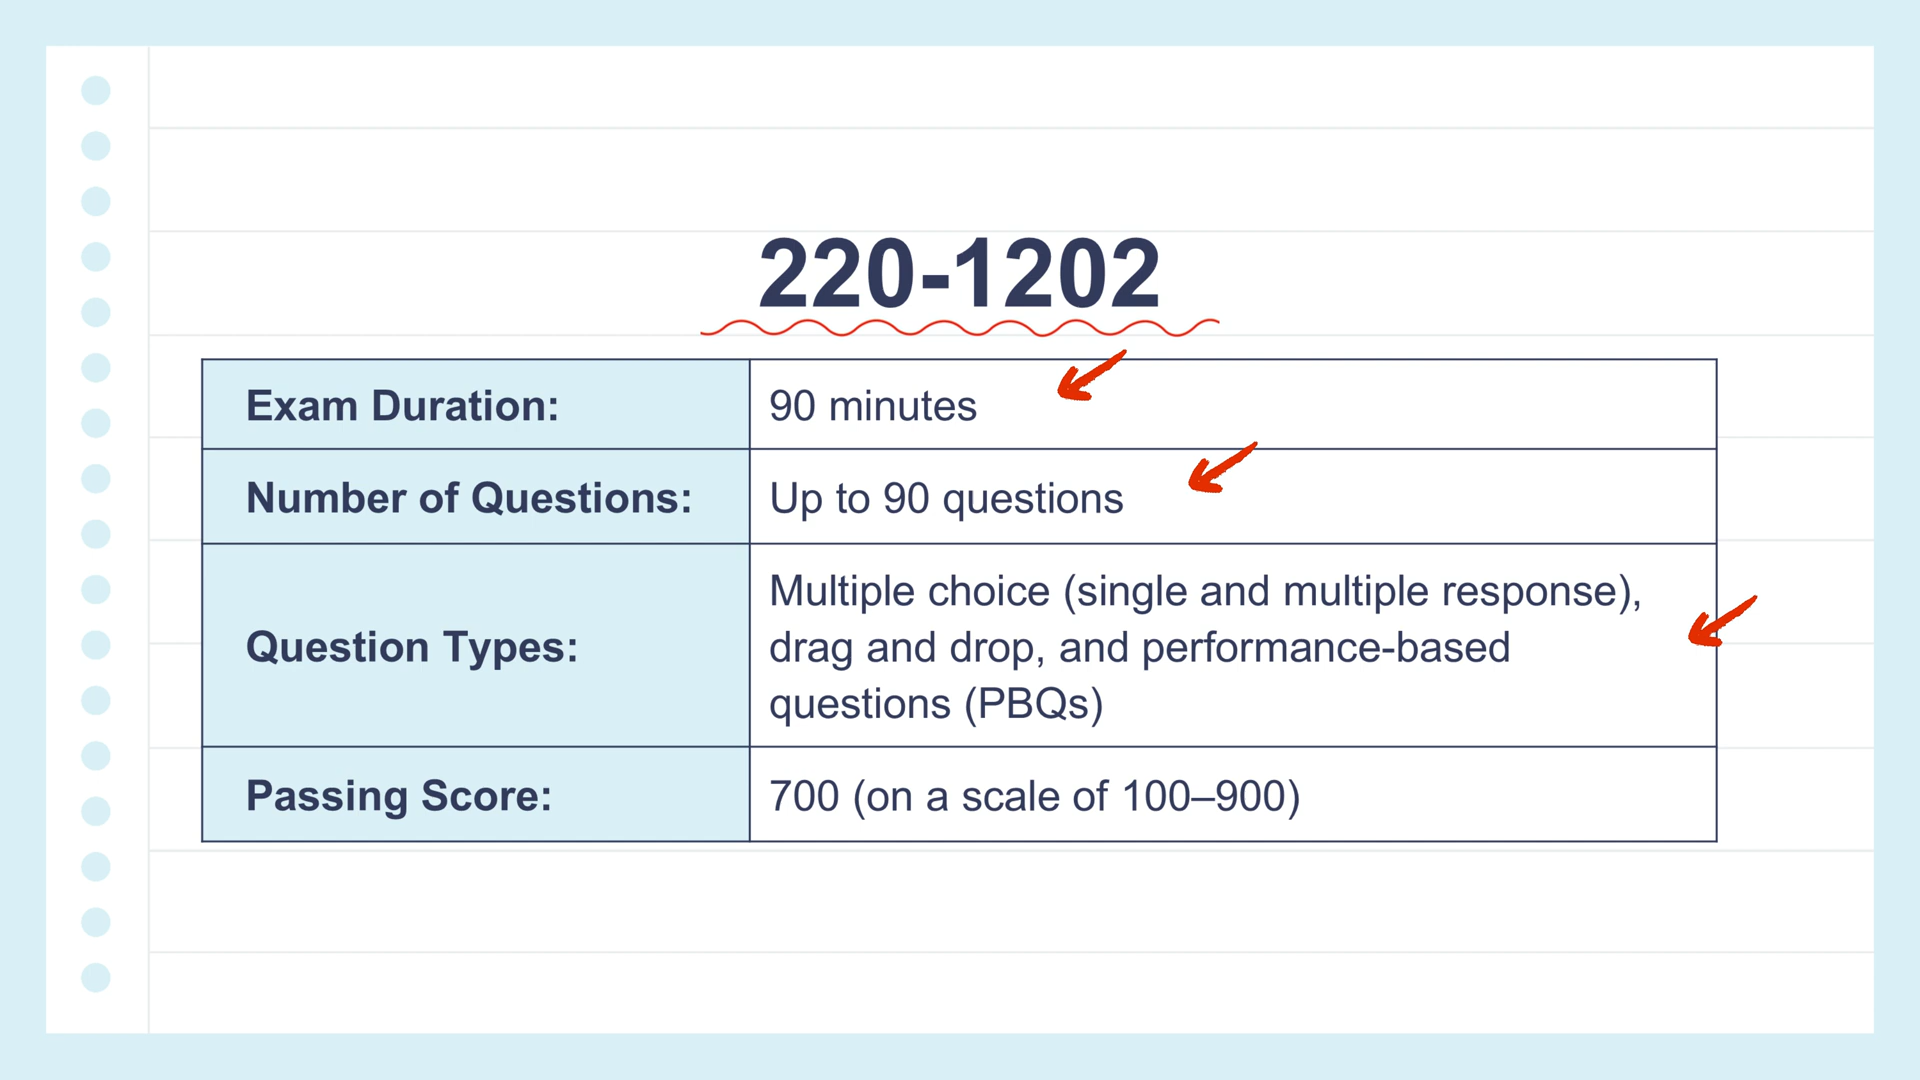 220-1202
Exam Duration:
90 minutes
Number of Questions:
Up to 90 questions
Question Types:
Multiple choice (single and multiple response),
drag and drop, and performance-based
questions (PBQs)
Passing Score:
700 (on a scale of 100–900)